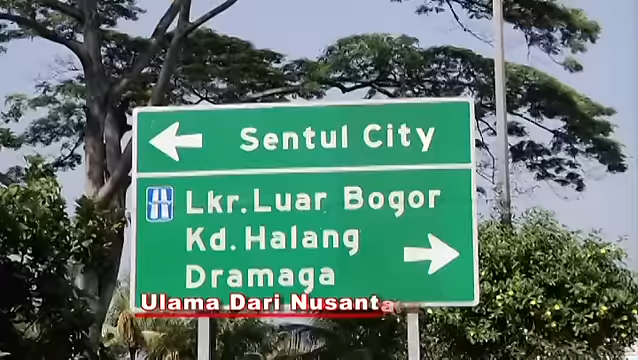 Sentul City
Lkr. Luar Bogor
Kd. Halang
Dramaga
Ulama Dari Nusanta